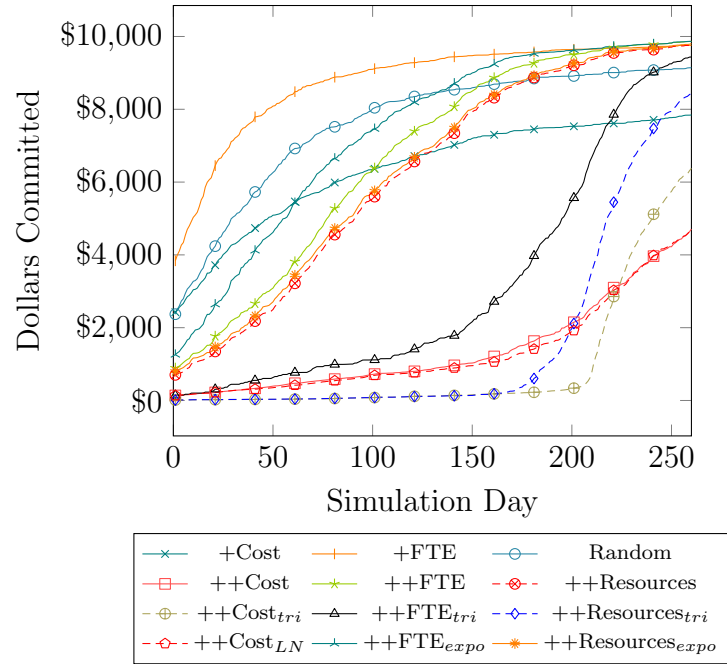 $10,000
$8,000
$6,000
$4,000
$2,000
$0
Dollars Committed
0 50 100 150 200 250
Simulation Day
+Cost +FTE Random
++Cost ++FTE ++Resources
++Cost_tri ++FTE_tri ++Resources_tri
++Cost_LN ++FTE_expo ++Resources_expo